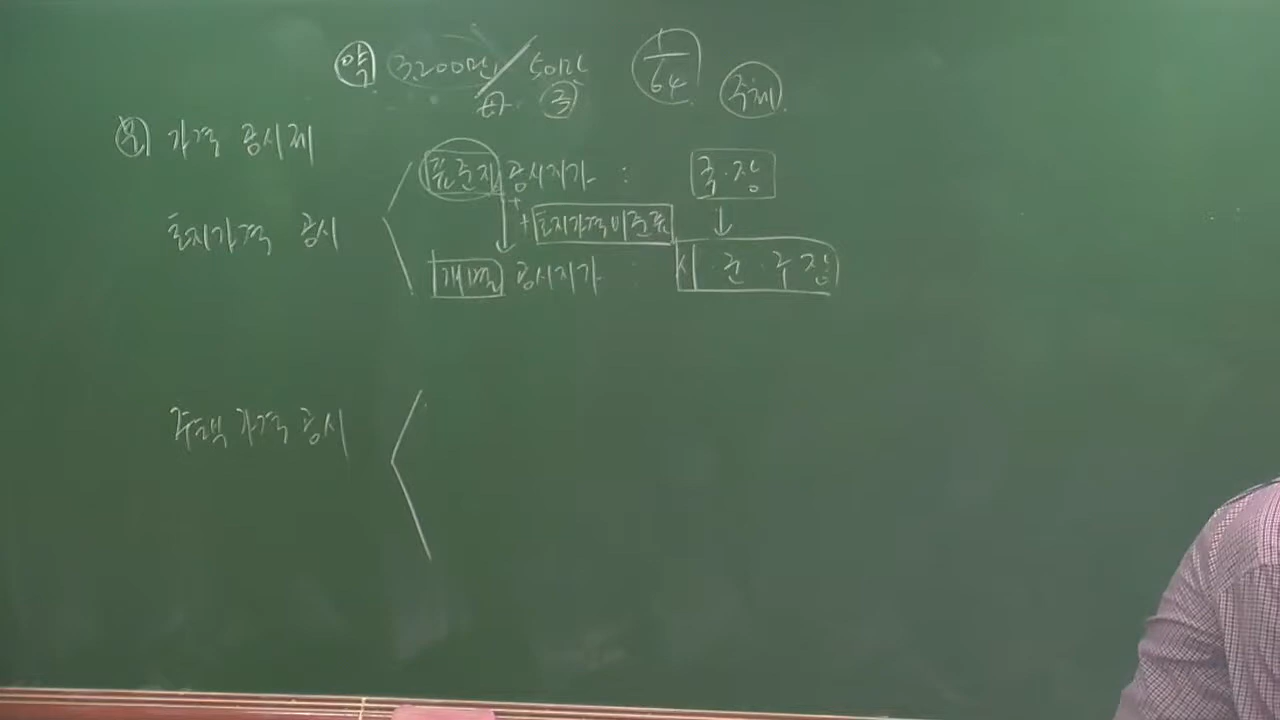 약 3,200만 / 50만 1/64 주체
가격 공시제
표준지 공시지가 : 국·장
토지가격 공시
+ 토지가격비준표
개별 공시지가 : 시·군·구 장
주택 가격 공시